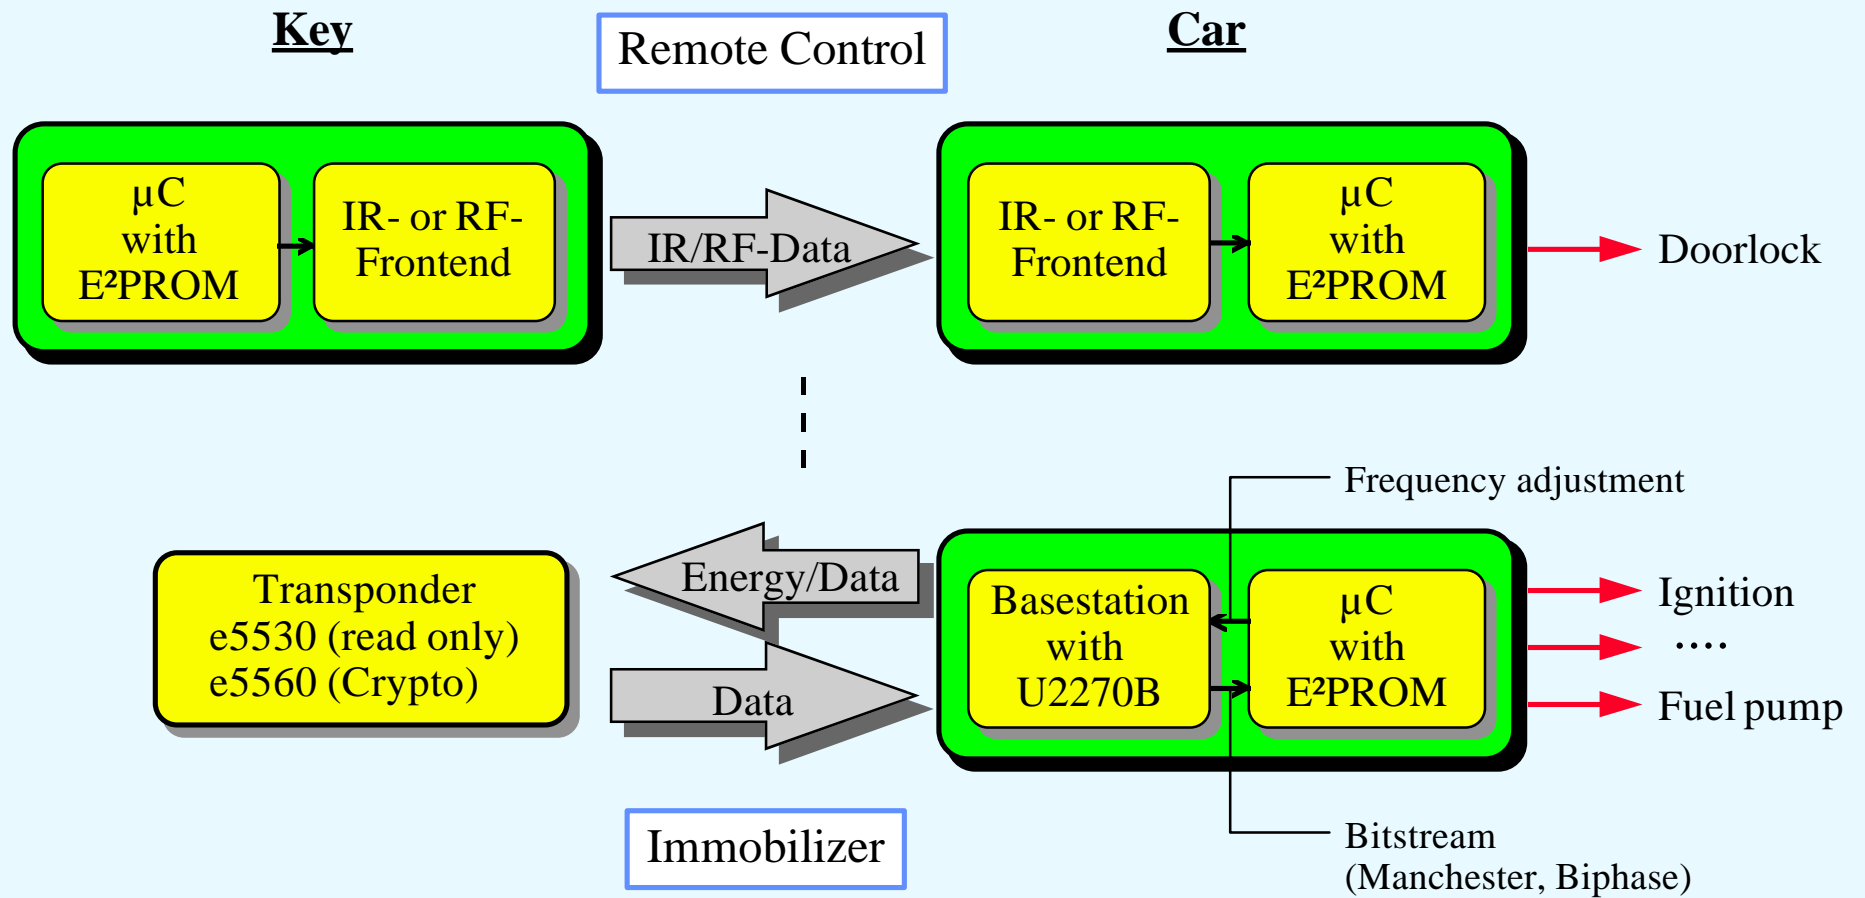 Key
Remote Control
Car
µC
with
E²PROM
IR- or RF-
Frontend
IR/RF-Data
IR- or RF-
Frontend
µC
with
E²PROM
Doorlock
Frequency adjustment
Transponder
e5530 (read only)
e5560 (Crypto)
Energy/Data
Data
Basestation
with
U2270B
µC
with
E²PROM
Ignition
....
Fuel pump
Immobilizer
Bitstream
(Manchester, Biphase)